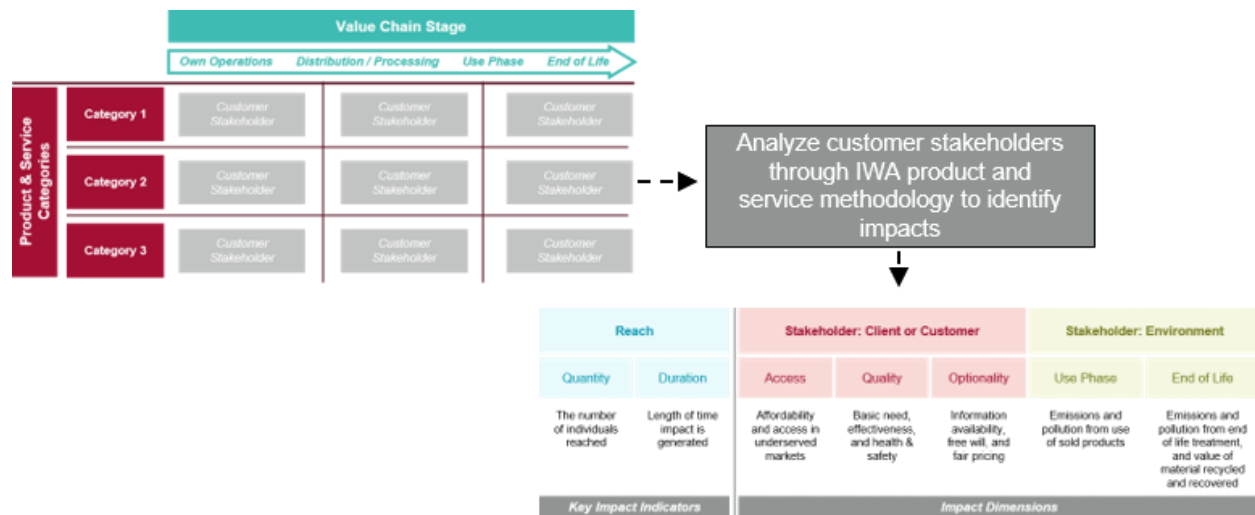 Value Chain Stage
Own Operations Distribution / Processing Use Phase End of Life
Product & Service
Categories
Category 1
Customer
Stakeholder
Customer
Stakeholder
Customer
Stakeholder
Category 2
Customer
Stakeholder
Customer
Stakeholder
Customer
Stakeholder
Category 3
Customer
Stakeholder
Customer
Stakeholder
Customer
Stakeholder
Analyze customer stakeholders
through IWA product and
service methodology to identify
impacts
Reach
Stakeholder: Client or Customer
Stakeholder: Environment
Quantity
Duration
Access
Quality
Optionality
Use Phase
End of Life
The number
of individuals
reached
Length of time
impact is
generated
Affordability
and access in
underserved
markets
Basic need,
effectiveness,
and health &
safety
Information
availability,
free will, and
fair pricing
Emissions and
pollution from use
of sold products
Emissions and
pollution from end
of life treatment,
and value of
material recycled
and recovered
Key Impact Indicators
Impact Dimensions